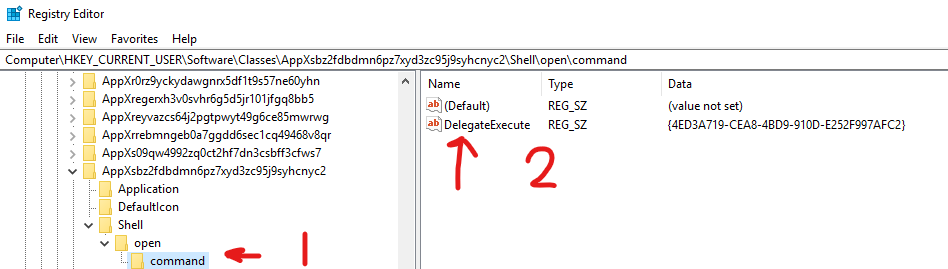 Registry Editor
File Edit View Favorites Help
Computer\HKEY_CURRENT_USER\Software\Classes\AppXsbz2fdbdmn6pz7xyd3zc95j9syhcnyc2\Shell\open\command
AppXr0rz9yckydawgnrx5df1t9s57ne60yhn
AppXregerxh3v0svhr6g5d5jr101jfgq8bb5
AppXreyvazcs64j2pgtpwyt49g6ce85mwrwg
AppXrrebmngeb0a7ggdd6sec1cq49468v8qr
AppXs09qw4992zq0ct2hf7dn3csbff3cfws7
AppXsbz2fdbdmn6pz7xyd3zc95j9syhcnyc2
Application
DefaultIcon
Shell
open
command
1
Name Type Data
ab (Default) REG_SZ (value not set)
ab DelegateExecute REG_SZ {4ED3A719-CEA8-4BD9-910D-E252F997AFC2}
2